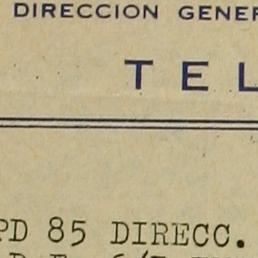 DIRECCION GENER
TEL
PD 85 DIRECC.